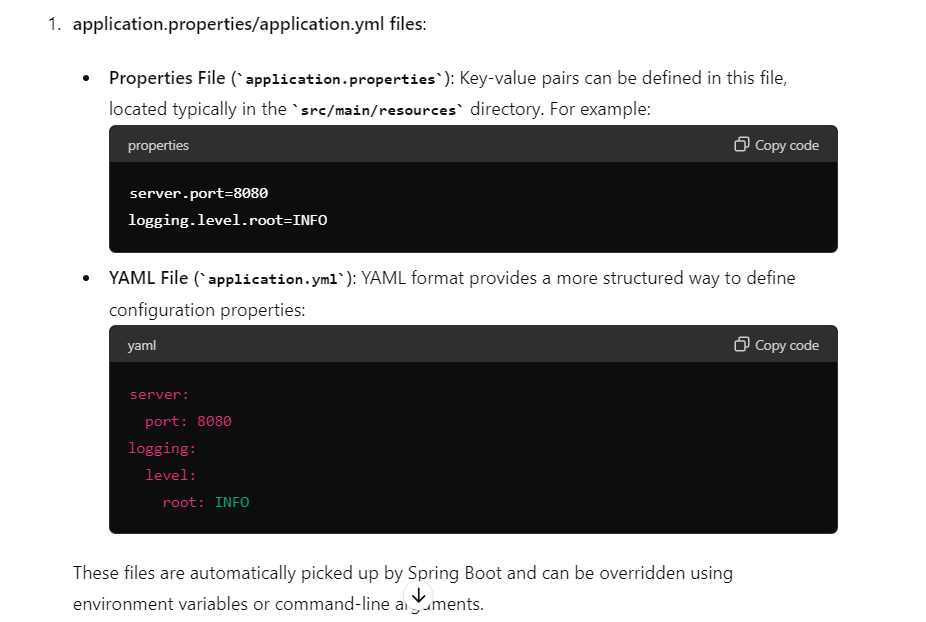 1. application.properties/application.yml files:
• Properties File (`application.properties`): Key-value pairs can be defined in this file,
located typically in the `src/main/resources` directory. For example:
properties Copy code
server.port=8080
logging.level.root=INFO
• YAML File (`application.yml`): YAML format provides a more structured way to define
configuration properties:
yaml Copy code
server:
  port: 8080
logging:
  level:
    root: INFO
These files are automatically picked up by Spring Boot and can be overridden using
environment variables or command-line arguments.